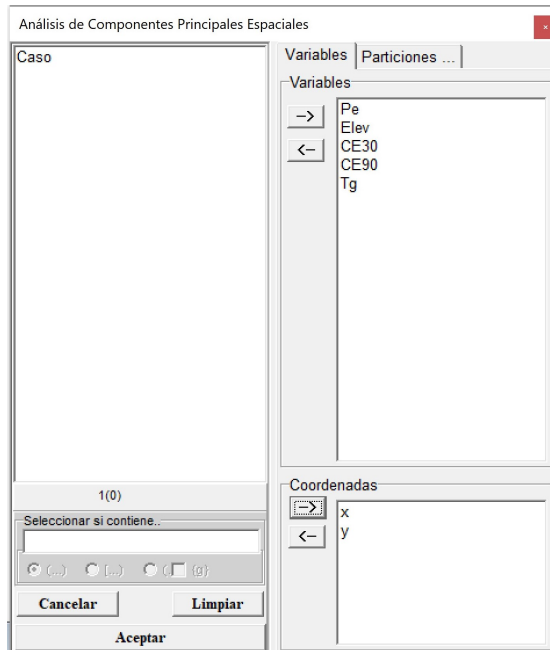 Análisis de Componentes Principales Espaciales
×
Caso
1(0)
Seleccionar si contiene..
(...) [...) (. {g}
Cancelar Limpiar
Aceptar
Variables Particiones ...
Variables
-->
<--
Pe
Elev
CE30
CE90
Tg
Coordenadas
-->
<--
x
y